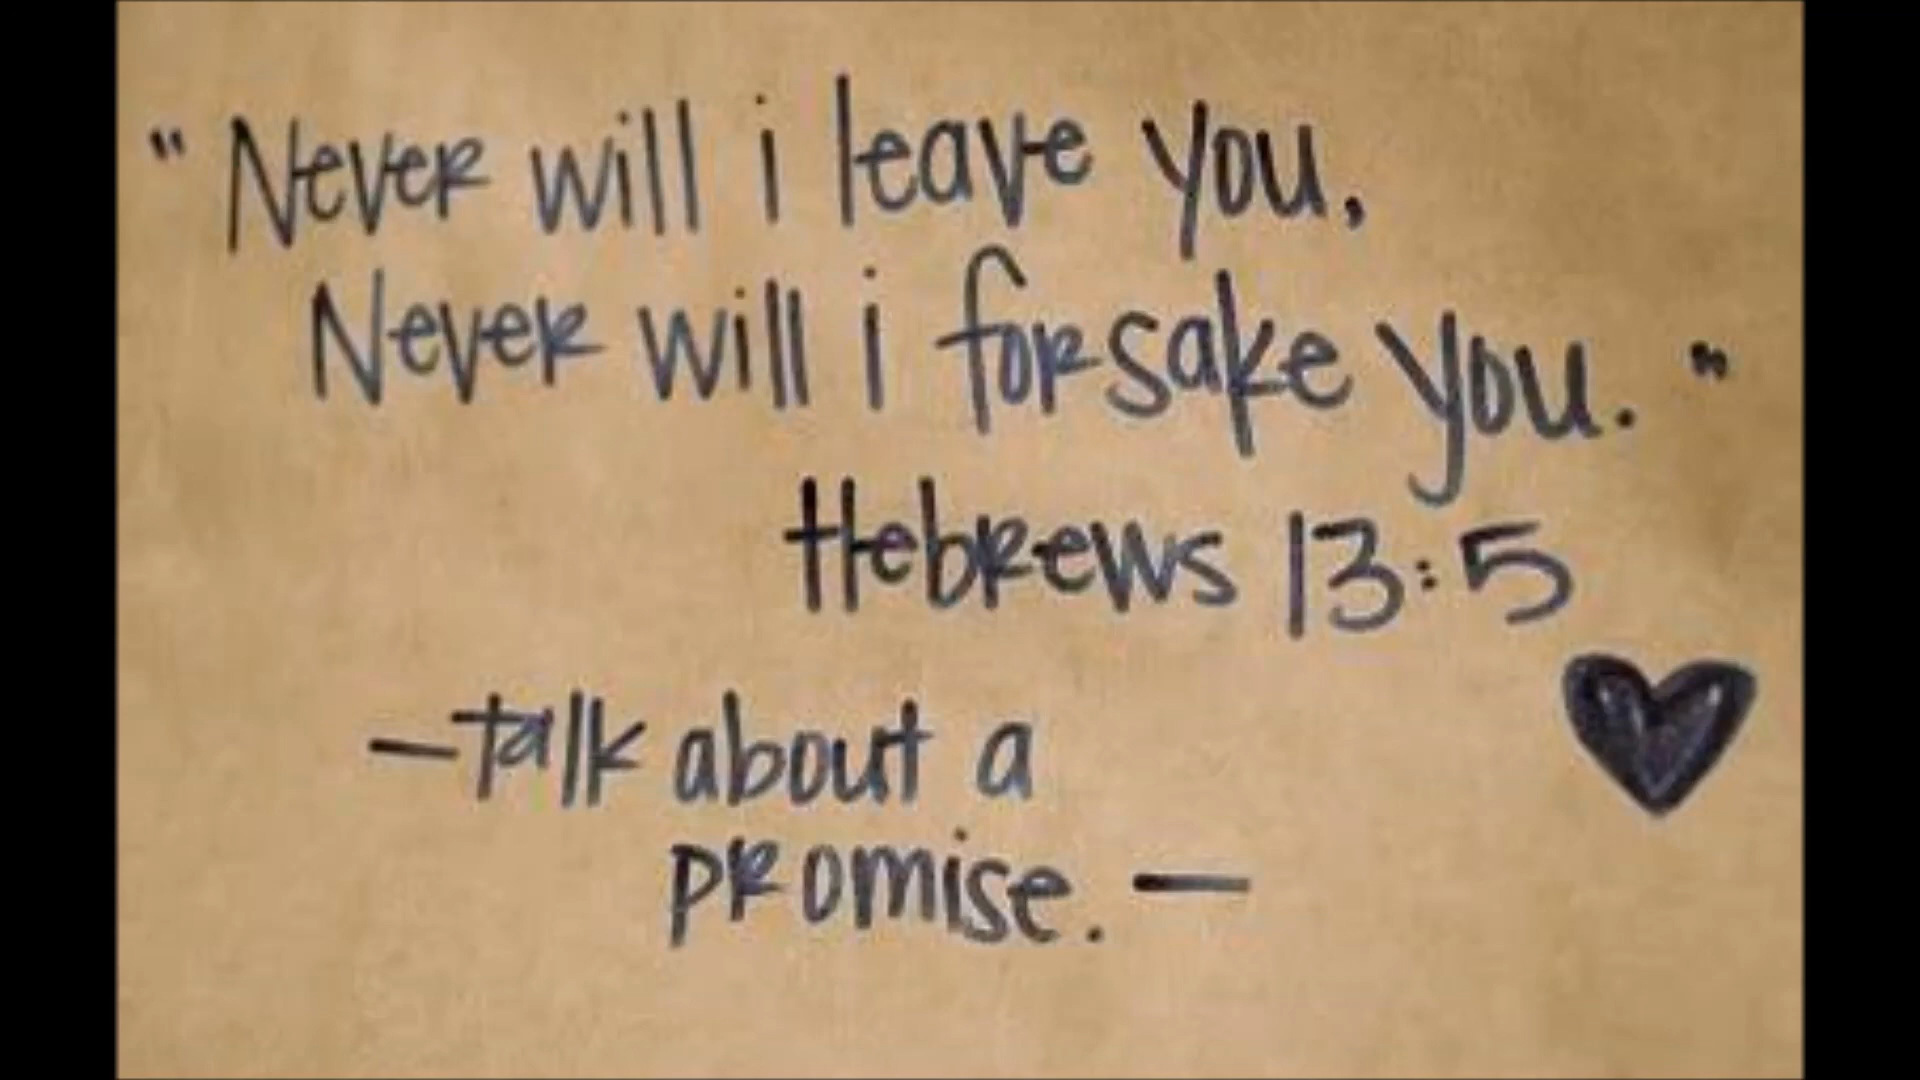 "Never will i leave you,
Never will i forsake you."
Hebrews 13:5
-talk about a
promise.-